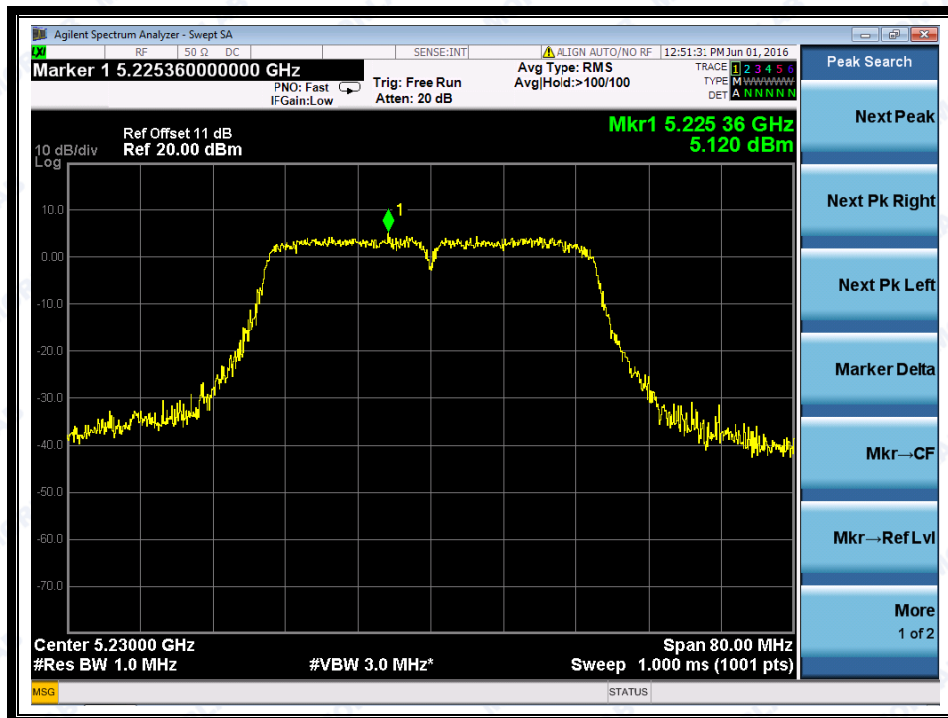 Agilent Spectrum Analyzer - Swept SA
LXI RF 50 Ω DC SENSE:INT ALIGN AUTO/NO RF 12:51:31 PM Jun 01, 2016
Marker 1 5.225360000000 GHz
PNO: Fast
IFGain:Low
Trig: Free Run
Atten: 20 dB
Avg Type: RMS
Avg|Hold:>100/100
TRACE 1 2 3 4 5 6
TYPE M WWWWW
DET A N N N N N
Mkr1 5.225 36 GHz
5.120 dBm
Ref Offset 11 dB
10 dB/div Ref 20.00 dBm
Log
1
10.0
0.00
-10.0
-20.0
-30.0
-40.0
-50.0
-60.0
-70.0
Center 5.23000 GHz Span 80.00 MHz
#Res BW 1.0 MHz #VBW 3.0 MHz* Sweep 1.000 ms (1001 pts)
MSG STATUS
Peak Search
Next Peak
Next Pk Right
Next Pk Left
Marker Delta
Mkr→CF
Mkr→Ref Lvl
More
1 of 2